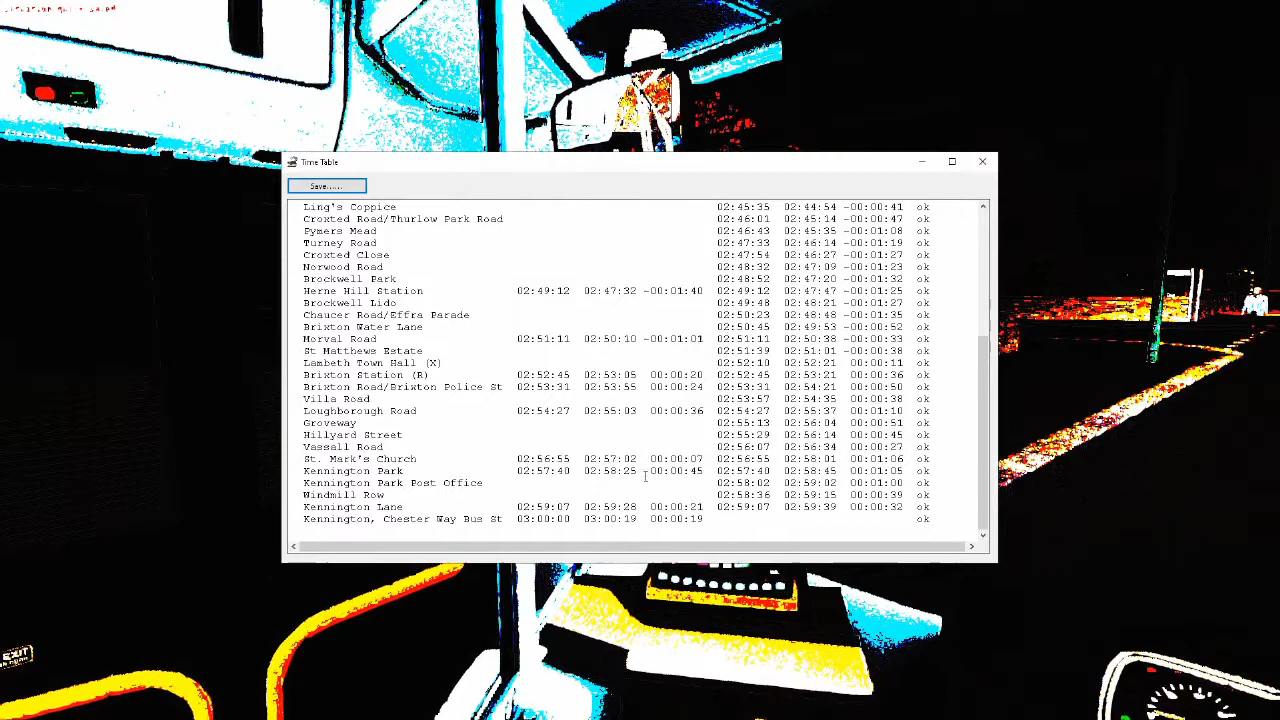 Time Table
Save......
Ling's Coppice 02:45:35 02:44:54 -00:00:41 ok
Croxted Road/Thurlow Park Road 02:46:01 02:45:14 -00:00:47 ok
Pymers Mead 02:46:43 02:45:35 -00:01:08 ok
Turney Road 02:47:33 02:46:14 -00:01:19 ok
Croxted Close 02:47:54 02:46:27 -00:01:27 ok
Norwood Road 02:48:32 02:47:09 -00:01:23 ok
Brockwell Park 02:48:52 02:47:20 -00:01:32 ok
Herne Hill Station 02:49:12 02:47:32 -00:01:40 02:49:12 02:47:47 -00:01:25 ok
Brockwell Lido 02:49:48 02:48:21 -00:01:27 ok
Chaucer Road/Effra Parade 02:50:23 02:48:48 -00:01:35 ok
Brixton Water Lane 02:50:45 02:49:53 -00:00:52 ok
Morval Road 02:51:11 02:50:10 -00:01:01 02:51:11 02:50:38 -00:00:33 ok
St Matthews Estate 02:51:39 02:51:01 -00:00:38 ok
Lambeth Town Hall (X) 02:52:10 02:52:21 00:00:11 ok
Brixton Station (R) 02:52:45 02:53:05 00:00:20 02:52:45 02:53:21 00:00:36 ok
Brixton Road/Brixton Police St 02:53:31 02:53:55 00:00:24 02:53:31 02:54:21 00:00:50 ok
Villa Road 02:53:57 02:54:35 00:00:38 ok
Loughborough Road 02:54:27 02:55:03 00:00:36 02:54:27 02:55:37 00:01:10 ok
Groveway 02:55:13 02:56:04 00:00:51 ok
Hillyard Street 02:55:29 02:56:14 00:00:45 ok
Vassall Road 02:56:07 02:56:34 00:00:27 ok
St. Mark's Church 02:56:55 02:57:02 00:00:07 02:56:55 02:58:01 00:01:06 ok
Kennington Park 02:57:40 02:58:25 00:00:45 02:57:40 02:58:45 00:01:05 ok
Kennington Park Post Office 02:58:02 02:59:02 00:01:00 ok
Windmill Row 02:58:36 02:59:15 00:00:39 ok
Kennington Lane 02:59:07 02:59:28 00:00:21 02:59:07 02:59:39 00:00:32 ok
Kennington, Chester Way Bus St 03:00:00 03:00:19 00:00:19 ok
EXIT